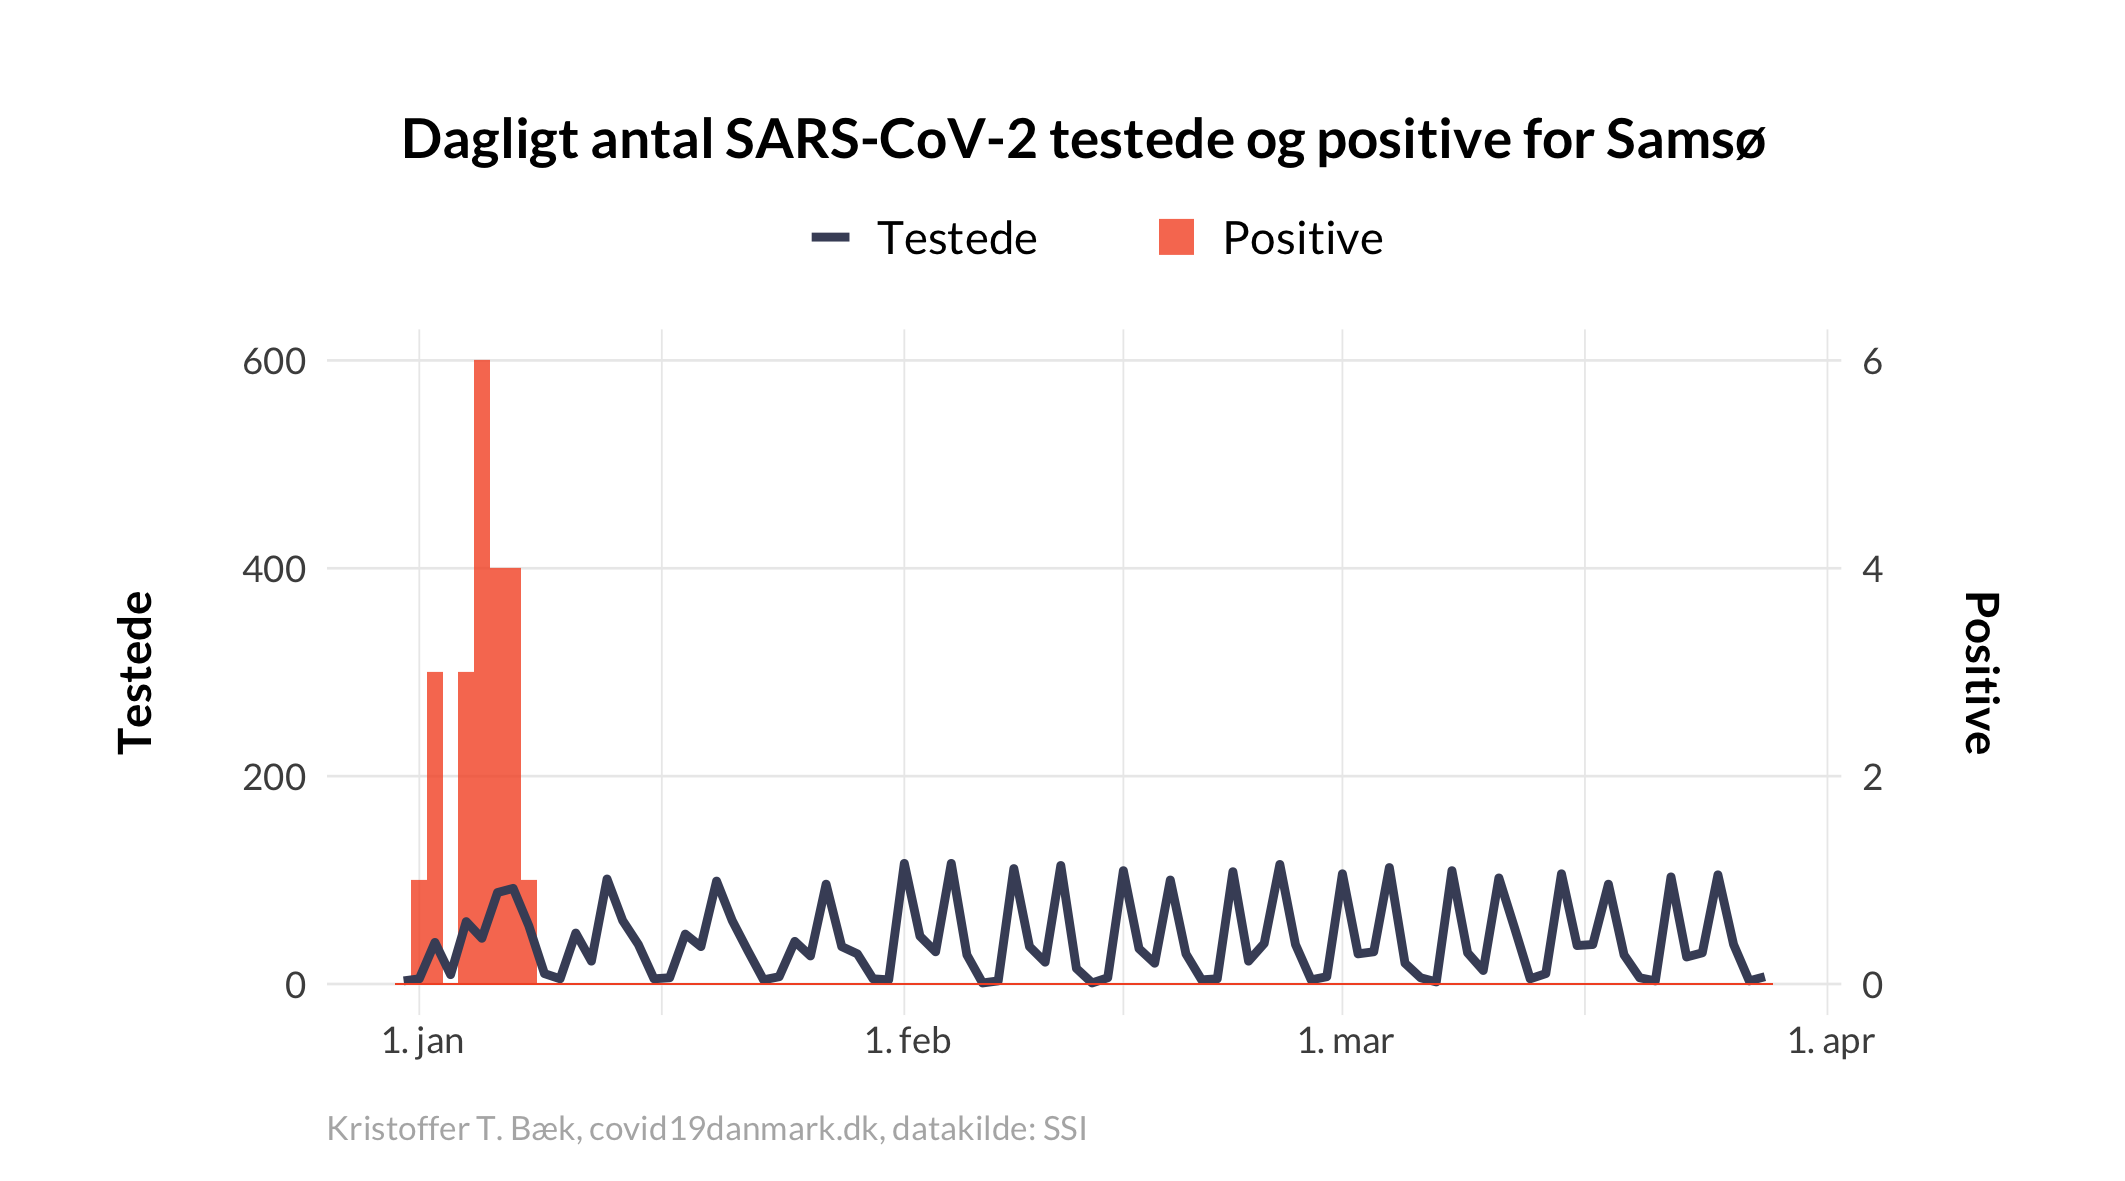 Dagligt antal SARS-CoV-2 testede og positive for Samsø
Testede
Positive
600
400
200
0
6
4
2
0
Testede
Positive
1. jan
1. feb
1. mar
1. apr
Kristoffer T. Bæk, covid19danmark.dk, datakilde: SSI